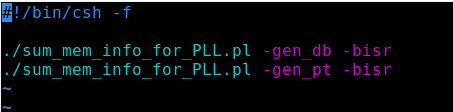 #!/bin/csh -f

./sum_mem_info_for_PLL.pl -gen_db -bisr
./sum_mem_info_for_PLL.pl -gen_pt -bisr
~
~